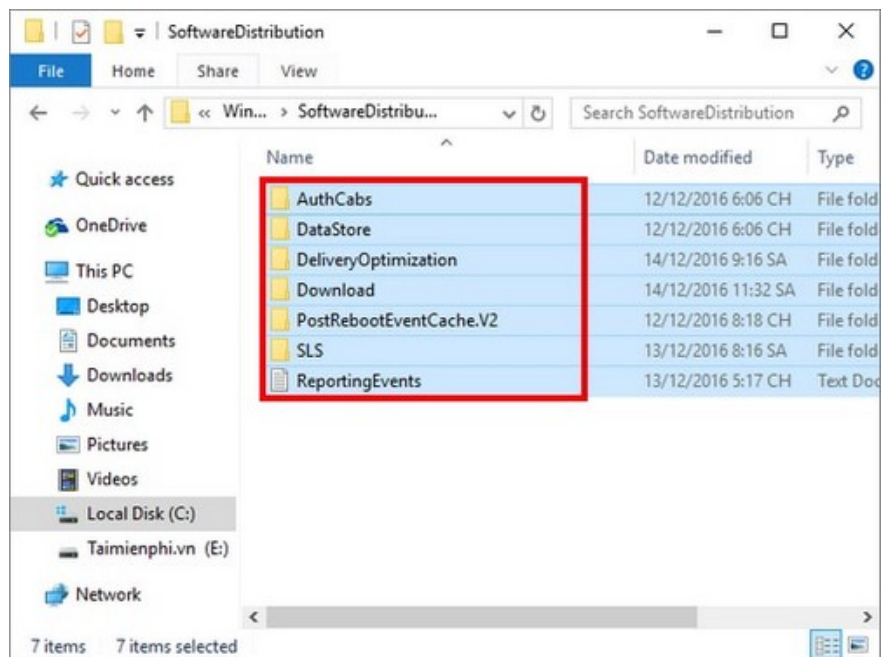 SoftwareDistribution
File Home Share View
« Win... > SoftwareDistribu... Search SoftwareDistribution
Name Date modified Type
Quick access
OneDrive
This PC
Desktop
Documents
Downloads
Music
Pictures
Videos
Local Disk (C:)
Taimienphi.vn (E:)
Network
AuthCabs 12/12/2016 6:06 CH File fold
DataStore 12/12/2016 6:06 CH File fold
DeliveryOptimization 14/12/2016 9:16 SA File fold
Download 14/12/2016 11:32 SA File fold
PostRebootEventCache.V2 12/12/2016 8:18 CH File fold
SLS 13/12/2016 8:16 SA File fold
ReportingEvents 13/12/2016 5:17 CH Text Doc
7 items 7 items selected